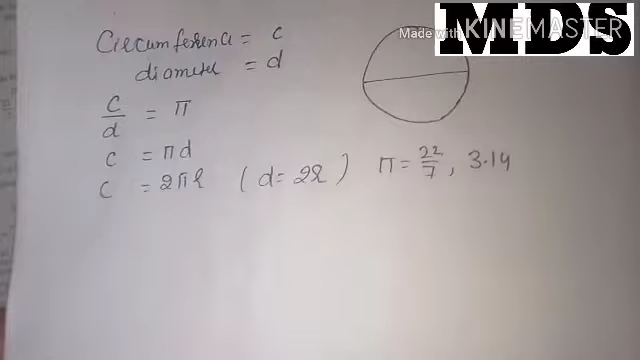 Circumference = c
diameter = d
c/d = π
c = πd
c = 2πr (d = 2r) π = 22/7, 3.14
MDS
Made with KINEMASTER